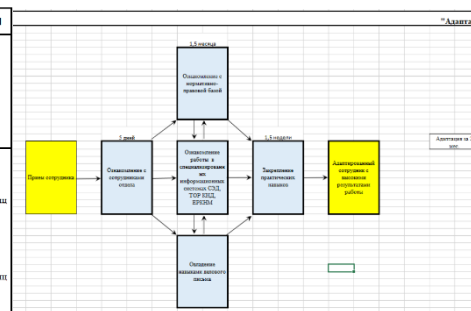 "Адапта
1,5 месяца
Ознакомление с
нормативно-
правовой базой
5 дней
1,5 недели
Прием сотрудника
Ознакомление с
сотрудниками
отдела
Ознакомление
работы в
специализирован
ых
информационных
системах СЭД,
ТОР КНД,
ЕРКНМ
Закрепление
практических
навыков
Адаптированный
сотрудник с
высокими
результатами
работы
Адаптация за
мес
Овладение
навыками делового
письма
щ
щ